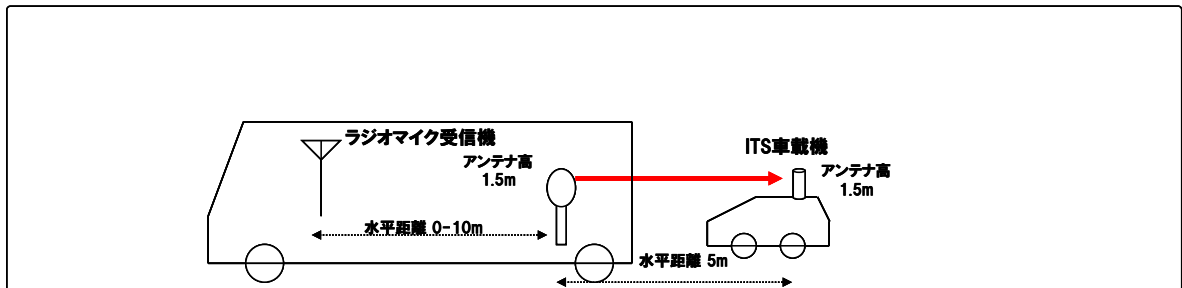 ラジオマイク受信機
アンテナ高
1.5m
ITS車載機
アンテナ高
1.5m
水平距離 0-10m
水平距離 5m